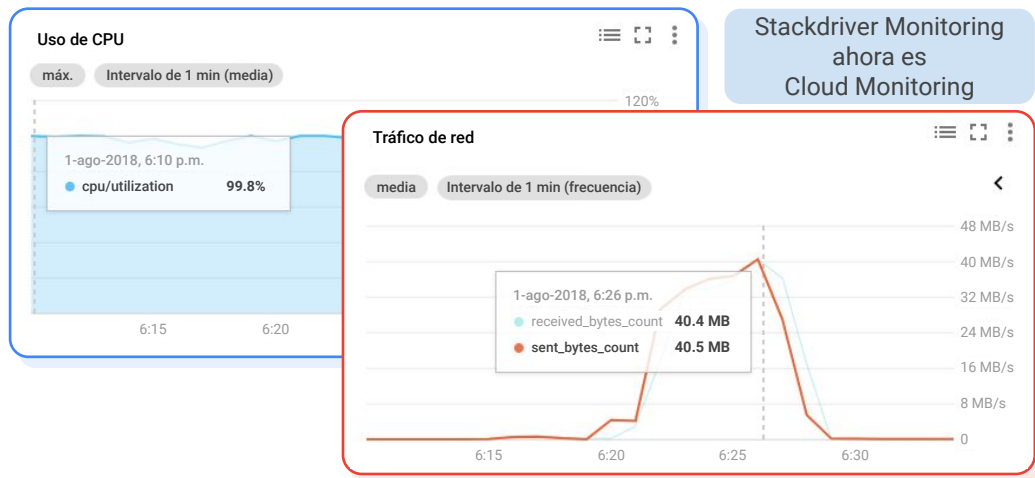 Uso de CPU
máx. Intervalo de 1 min (media)
120%
1-ago-2018, 6:10 p.m.
cpu/utilization 99.8%
6:15 6:20
Stackdriver Monitoring
ahora es
Cloud Monitoring
Tráfico de red
media Intervalo de 1 min (frecuencia)
48 MB/s
40 MB/s
32 MB/s
24 MB/s
16 MB/s
8 MB/s
0
1-ago-2018, 6:26 p.m.
received_bytes_count 40.4 MB
sent_bytes_count 40.5 MB
6:15 6:20 6:25 6:30